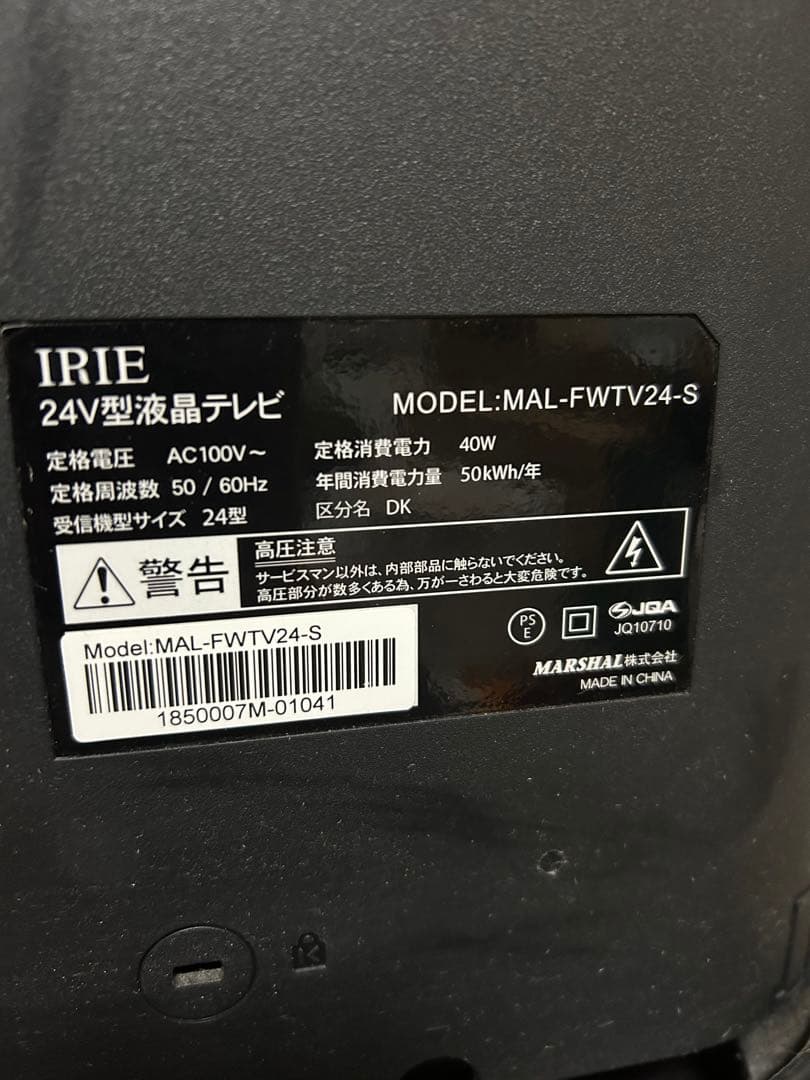 IRIE
24V型液晶テレビ
MODEL:MAL-FWTV24-S
定格電圧 AC100V～
定格消費電力 40W
定格周波数 50 / 60Hz
年間消費電力量 50kWh/年
受信機型サイズ 24型
区分名 DK
警告
高圧注意
サービスマン以外は、内部部品に触らないでください。
高圧部分が数多くある為、万が一さわると大変危険です。
Model:MAL-FWTV24-S
1850007M-01041
PS
E
JQA
JQ10710
MARSHAL株式会社
MADE IN CHINA